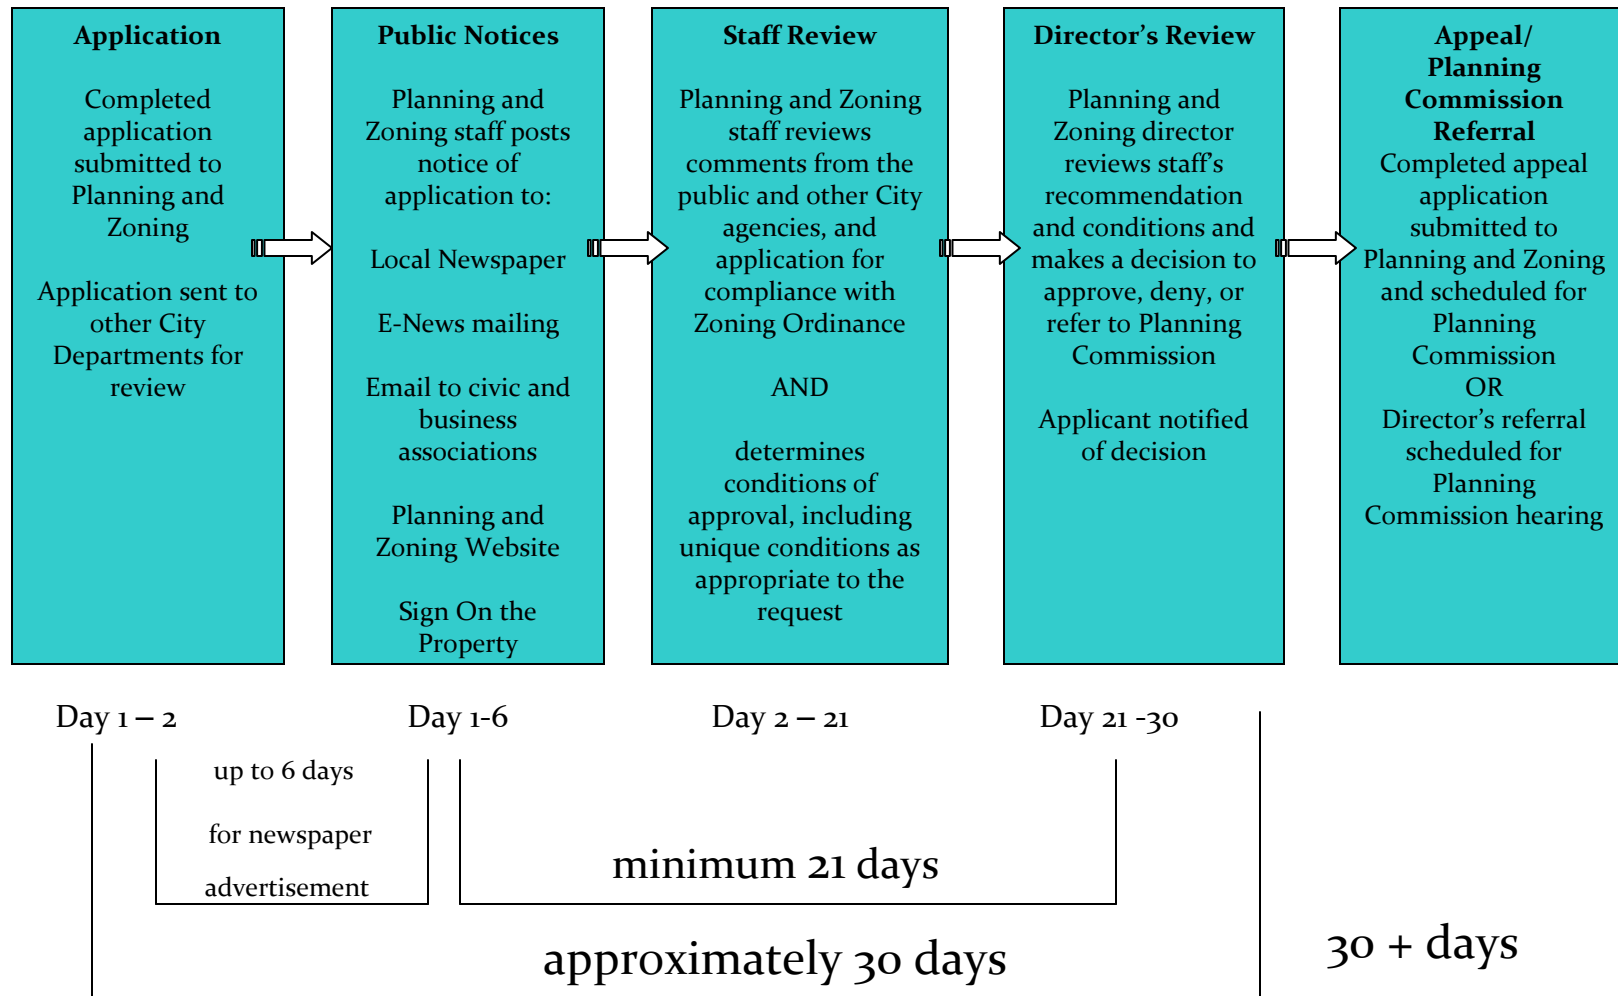 Application
Completed
application
submitted to
Planning and
Zoning
Application sent to
other City
Departments for
review
Public Notices
Planning and
Zoning staff posts
notice of
application to:
Local Newspaper
E-News mailing
Email to civic and
business
associations
Planning and
Zoning Website
Sign On the
Property
Staff Review
Planning and Zoning
staff reviews
comments from the
public and other City
agencies, and
application for
compliance with
Zoning Ordinance
AND
determines
conditions of
approval, including
unique conditions as
appropriate to the
request
Director’s Review
Planning and
Zoning director
reviews staff’s
recommendation
and conditions and
makes a decision to
approve, deny, or
refer to Planning
Commission
Applicant notified
of decision
Appeal/
Planning
Commission
Referral
Completed appeal
application
submitted to
Planning and Zoning
and scheduled for
Planning
Commission
OR
Director’s referral
scheduled for
Planning
Commission hearing
Day 1 – 2
Day 1-6
Day 2 – 21
Day 21 -30
up to 6 days
for newspaper
advertisement
minimum 21 days
approximately 30 days
30 + days